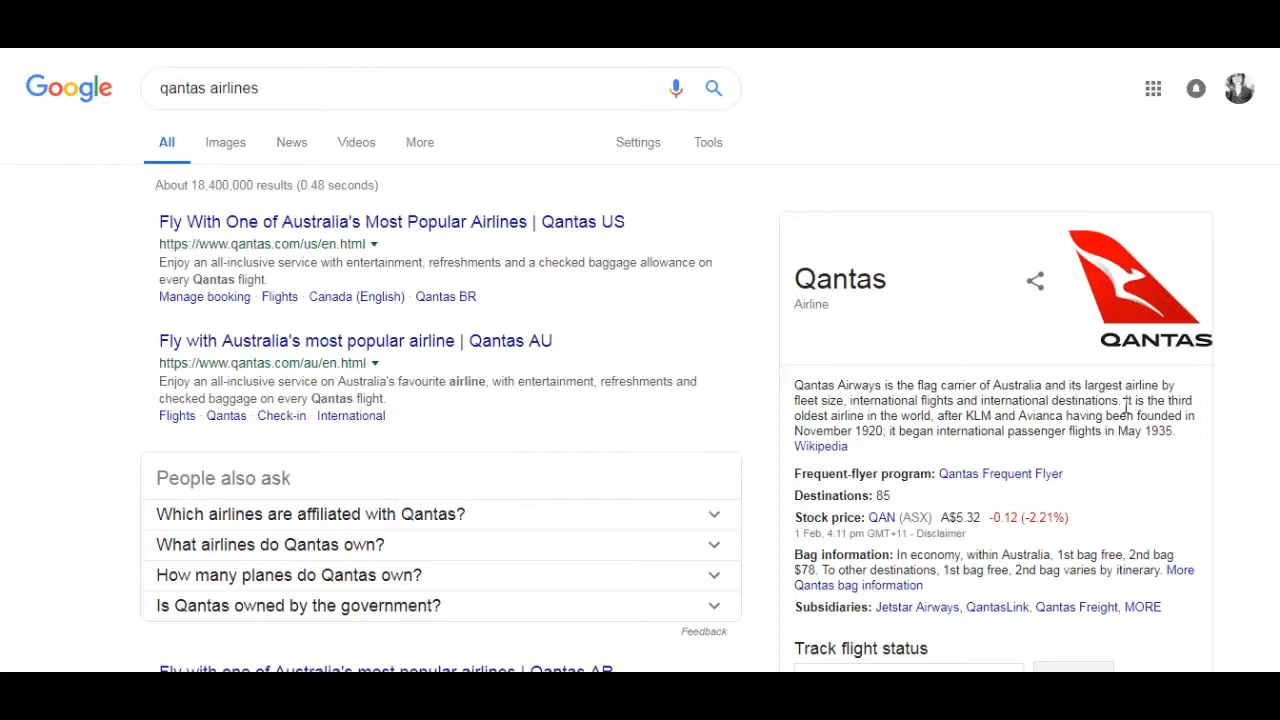 Google
qantas airlines
All Images News Videos More Settings Tools
About 18,400,000 results (0.48 seconds)
Fly With One of Australia's Most Popular Airlines | Qantas US
https://www.qantas.com/us/en.html
Enjoy an all-inclusive service with entertainment, refreshments and a checked baggage allowance on
every Qantas flight.
Manage booking · Flights · Canada (English) · Qantas BR
Fly with Australia's most popular airline | Qantas AU
https://www.qantas.com/au/en.html
Enjoy an all-inclusive service on Australia's favourite airline, with entertainment, refreshments and
checked baggage on every Qantas flight.
Flights · Qantas · Check-in · International
People also ask
Which airlines are affiliated with Qantas?
What airlines do Qantas own?
How many planes do Qantas own?
Is Qantas owned by the government?
Feedback
Fly with one of Australia's most popular airlines | Qantas AR
Qantas
Airline
QANTAS
Qantas Airways is the flag carrier of Australia and its largest airline by
fleet size, international flights and international destinations. It is the third
oldest airline in the world, after KLM and Avianca having been founded in
November 1920; it began international passenger flights in May 1935.
Wikipedia
Frequent-flyer program: Qantas Frequent Flyer
Destinations: 85
Stock price: QAN (ASX) A$5.32 -0.12 (-2.21%)
1 Feb, 4:11 pm GMT+11 - Disclaimer
Bag information: In economy, within Australia, 1st bag free, 2nd bag
$78. To other destinations, 1st bag free, 2nd bag varies by itinerary. More
Qantas bag information
Subsidiaries: Jetstar Airways, QantasLink, Qantas Freight, MORE
Track flight status